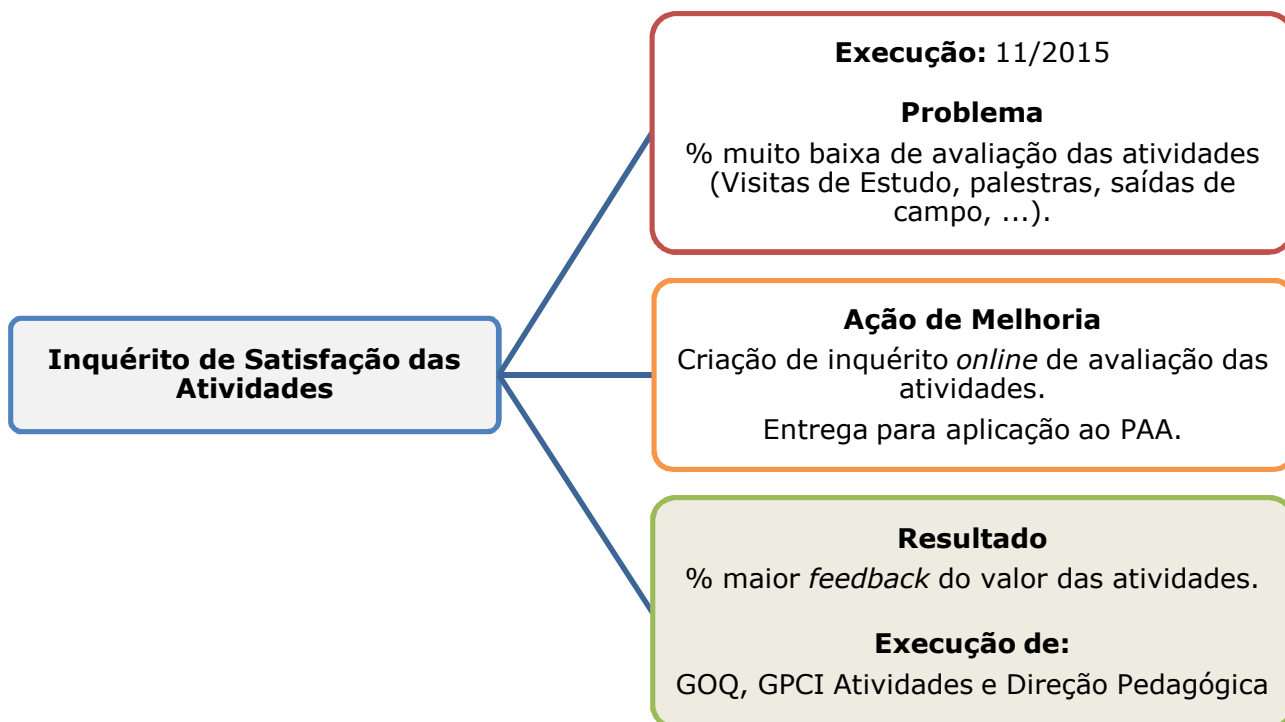 Inquérito de Satisfação das
Atividades
Execução: 11/2015
Problema
% muito baixa de avaliação das atividades
(Visitas de Estudo, palestras, saídas de
campo, ...).
Ação de Melhoria
Criação de inquérito online de avaliação das
atividades.
Entrega para aplicação ao PAA.
Resultado
% maior feedback do valor das atividades.
Execução de:
GOQ, GPCI Atividades e Direção Pedagógica